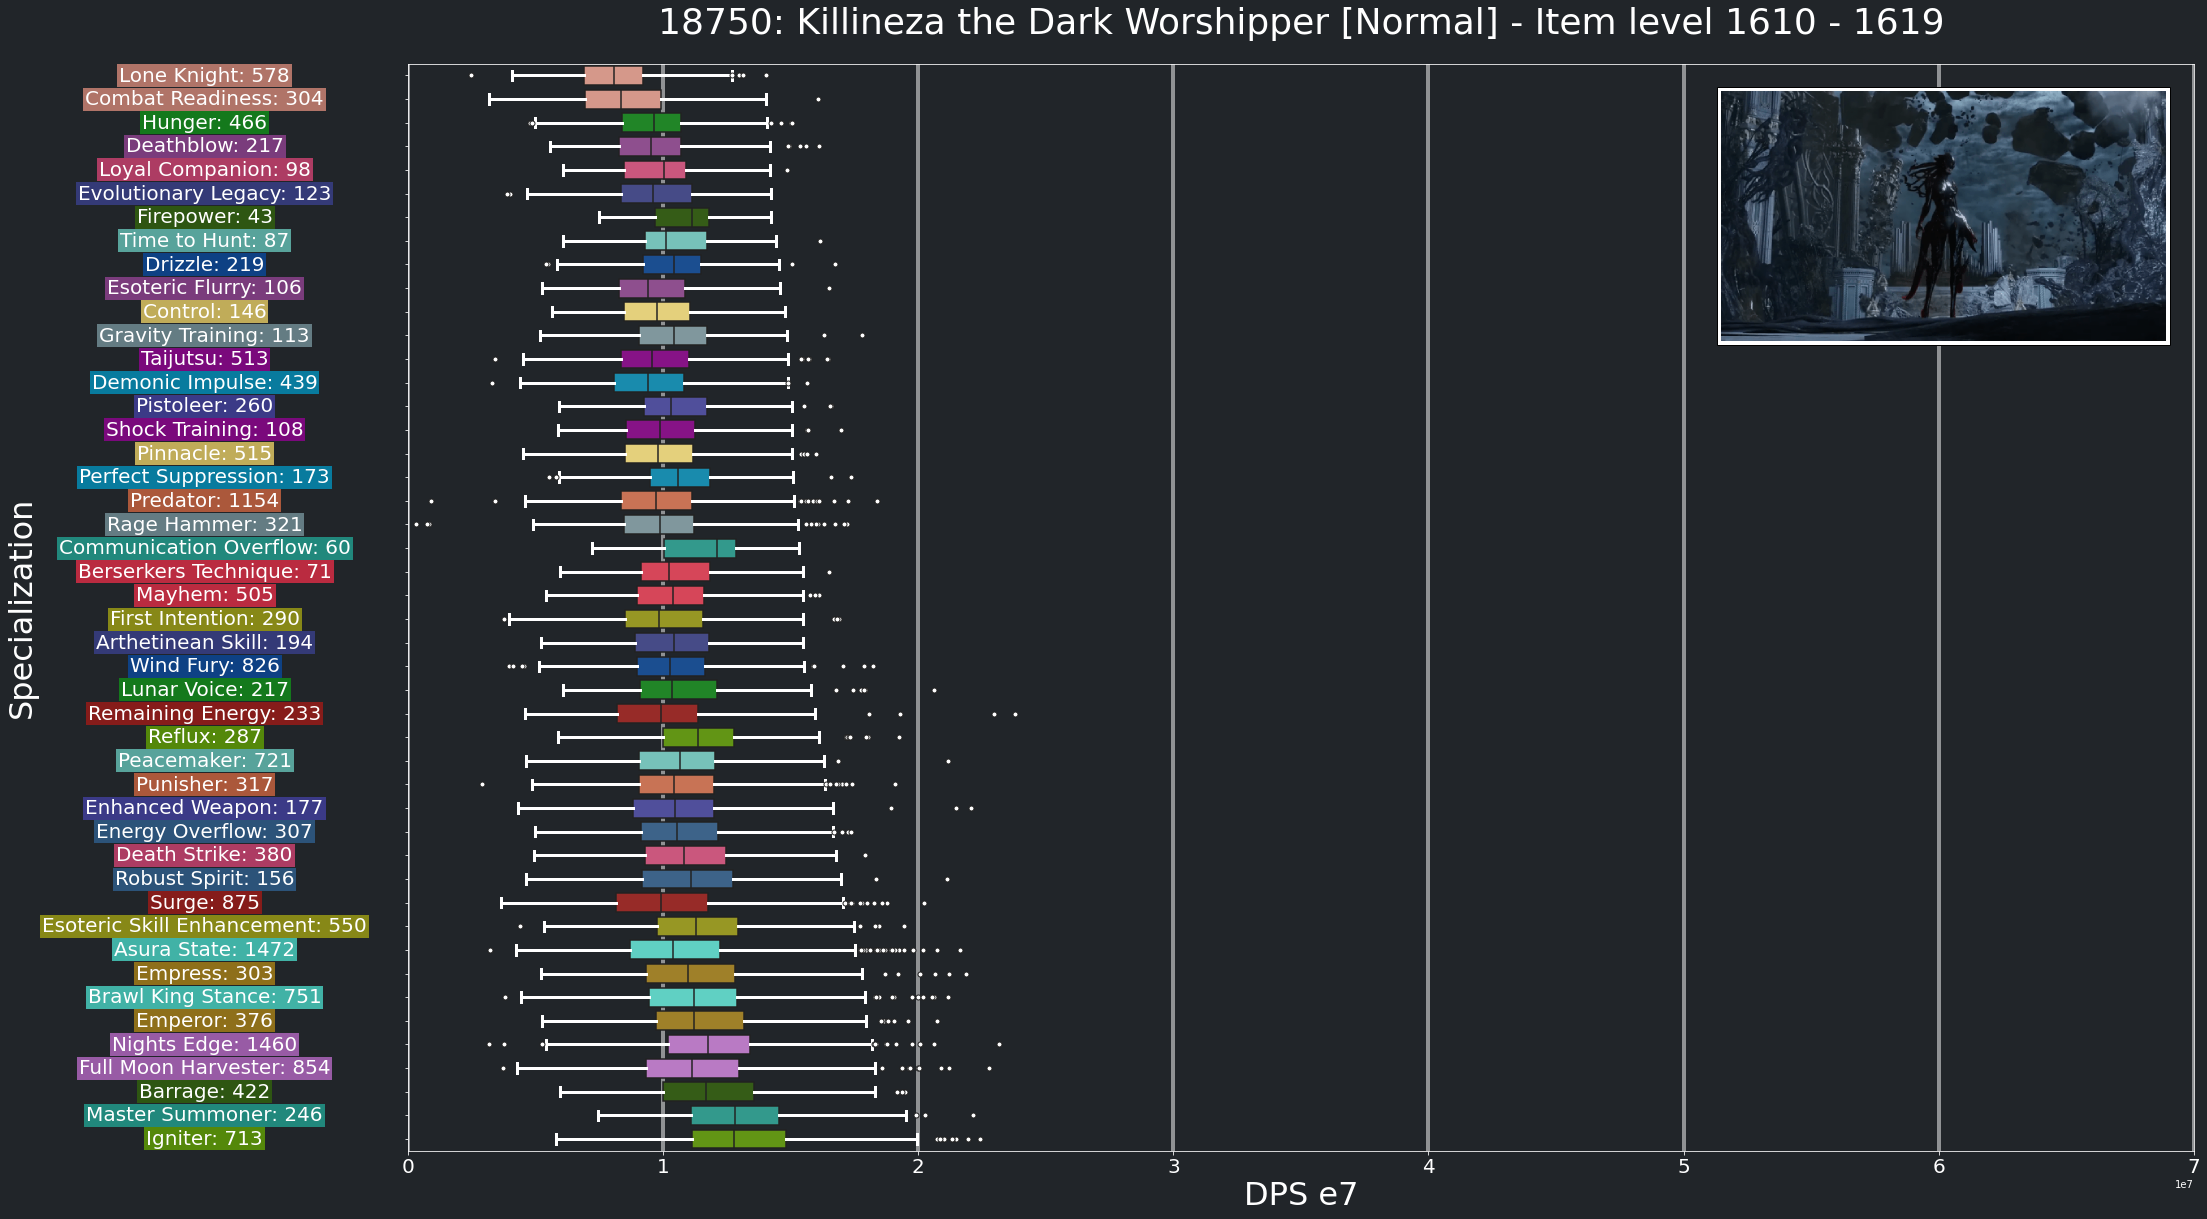 18750: Killineza the Dark Worshipper [Normal] - Item level 1610 - 1619
Specialization
Lone Knight: 578
Combat Readiness: 304
Hunger: 466
Deathblow: 217
Loyal Companion: 98
Evolutionary Legacy: 123
Firepower: 43
Time to Hunt: 87
Drizzle: 219
Esoteric Flurry: 106
Control: 146
Gravity Training: 113
Taijutsu: 513
Demonic Impulse: 439
Pistoleer: 260
Shock Training: 108
Pinnacle: 515
Perfect Suppression: 173
Predator: 1154
Rage Hammer: 321
Communication Overflow: 60
Berserkers Technique: 71
Mayhem: 505
First Intention: 290
Arthetinean Skill: 194
Wind Fury: 826
Lunar Voice: 217
Remaining Energy: 233
Reflux: 287
Peacemaker: 721
Punisher: 317
Enhanced Weapon: 177
Energy Overflow: 307
Death Strike: 380
Robust Spirit: 156
Surge: 875
Esoteric Skill Enhancement: 550
Asura State: 1472
Empress: 303
Brawl King Stance: 751
Emperor: 376
Nights Edge: 1460
Full Moon Harvester: 854
Barrage: 422
Master Summoner: 246
Igniter: 713
0 1 2 3 4 5 6 7
1e7
DPS e7